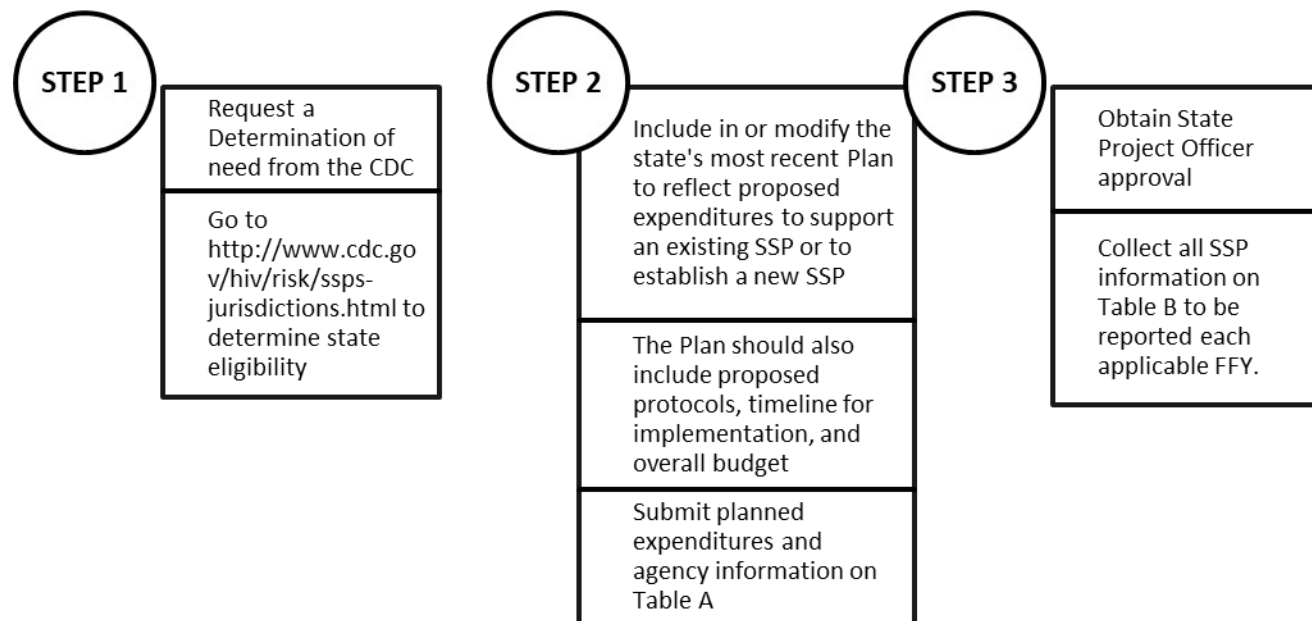 STEP 1
Request a
Determination of
need from the CDC
Go to
http://www.cdc.go
v/hiv/risk/ssps-
jurisdictions.html to
determine state
eligibility
STEP 2
Include in or modify the
state's most recent Plan
to reflect proposed
expenditures to support
an existing SSP or to
establish a new SSP
The Plan should also
include proposed
protocols, timeline for
implementation, and
overall budget
Submit planned
expenditures and
agency information on
Table A
STEP 3
Obtain State
Project Officer
approval
Collect all SSP
information on
Table B to be
reported each
applicable FFY.